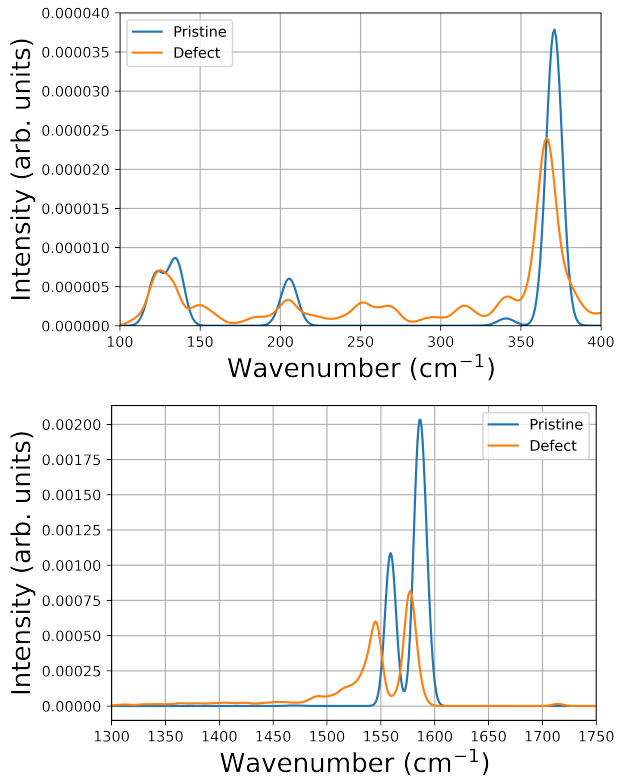 0.000040
0.000035
0.000030
0.000025
0.000020
0.000015
0.000010
0.000005
0.000000
Intensity (arb. units)
Pristine
Defect
100 150 200 250 300 350 400
Wavenumber (cm⁻¹)
0.00200
0.00175
0.00150
0.00125
0.00100
0.00075
0.00050
0.00025
0.00000
Intensity (arb. units)
Pristine
Defect
1300 1350 1400 1450 1500 1550 1600 1650 1700 1750
Wavenumber (cm⁻¹)